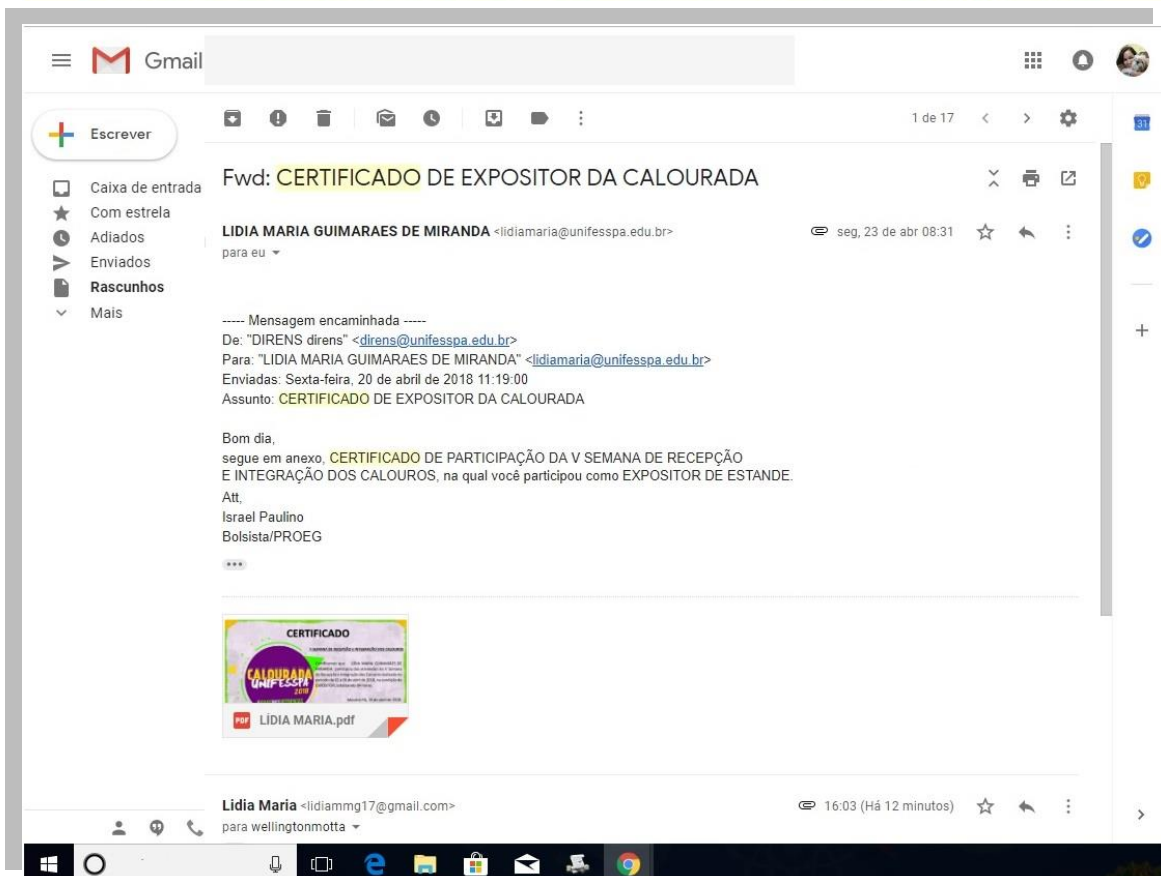 Gmail
Escrever
1 de 17
31
Caixa de entrada
Com estrela
Adiados
Enviados
Rascunhos
Mais
Fwd: CERTIFICADO DE EXPOSITOR DA CALOURADA
LIDIA MARIA GUIMARAES DE MIRANDA <lidiamaria@unifesspa.edu.br> seg, 23 de abr 08:31
para eu
----- Mensagem encaminhada -----
De: "DIRENS direns" <direns@unifesspa.edu.br>
Para: "LIDIA MARIA GUIMARAES DE MIRANDA" <lidiamaria@unifesspa.edu.br>
Enviadas: Sexta-feira, 20 de abril de 2018 11:19:00
Assunto: CERTIFICADO DE EXPOSITOR DA CALOURADA
Bom dia,
segue em anexo, CERTIFICADO DE PARTICIPAÇÃO DA V SEMANA DE RECEPÇÃO
E INTEGRAÇÃO DOS CALOUROS, na qual você participou como EXPOSITOR DE ESTANDE.
Att,
Israel Paulino
Bolsista/PROEG
CERTIFICADO
CALOURADA
UNIFESSPA
2018
PDF LÍDIA MARIA.pdf
Lidia Maria <lidiammg17@gmail.com> 16:03 (Há 12 minutos)
para wellingtonmotta